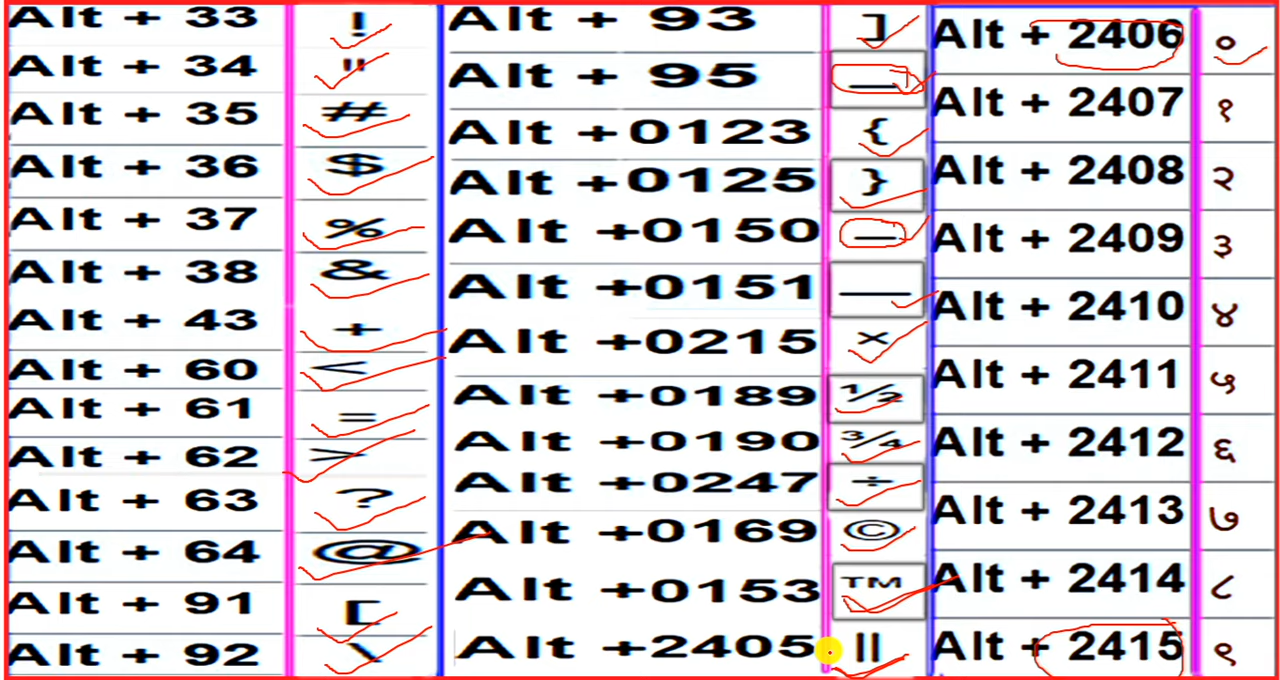 Alt + 33 !
Alt + 34 "
Alt + 35 #
Alt + 36 $
Alt + 37 %
Alt + 38 &
Alt + 43 +
Alt + 60 <
Alt + 61 =
Alt + 62 >
Alt + 63 ?
Alt + 64 @
Alt + 91 [
Alt + 92 \
Alt + 93 ]
Alt + 95 _
Alt +0123 {
Alt +0125 }
Alt +0150 –
Alt +0151 —
Alt +0215 ×
Alt +0189 ½
Alt +0190 ¾
Alt +0247 ÷
Alt +0169 ©
Alt +0153 ™
Alt +2405 ॥
Alt + 2406 ०
Alt + 2407 १
Alt + 2408 २
Alt + 2409 ३
Alt + 2410 ४
Alt + 2411 ५
Alt + 2412 ६
Alt + 2413 ७
Alt + 2414 ८
Alt + 2415 ९